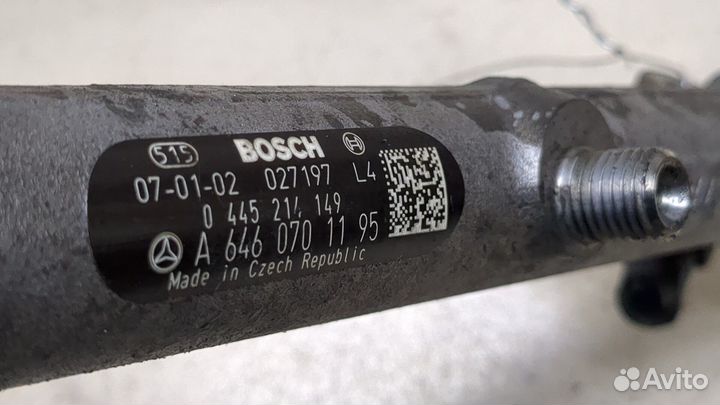 515 BOSCH
07-01-02 027197 L4
0 445 214 149
A 646 070 11 95
Made in Czech Republic
Avito